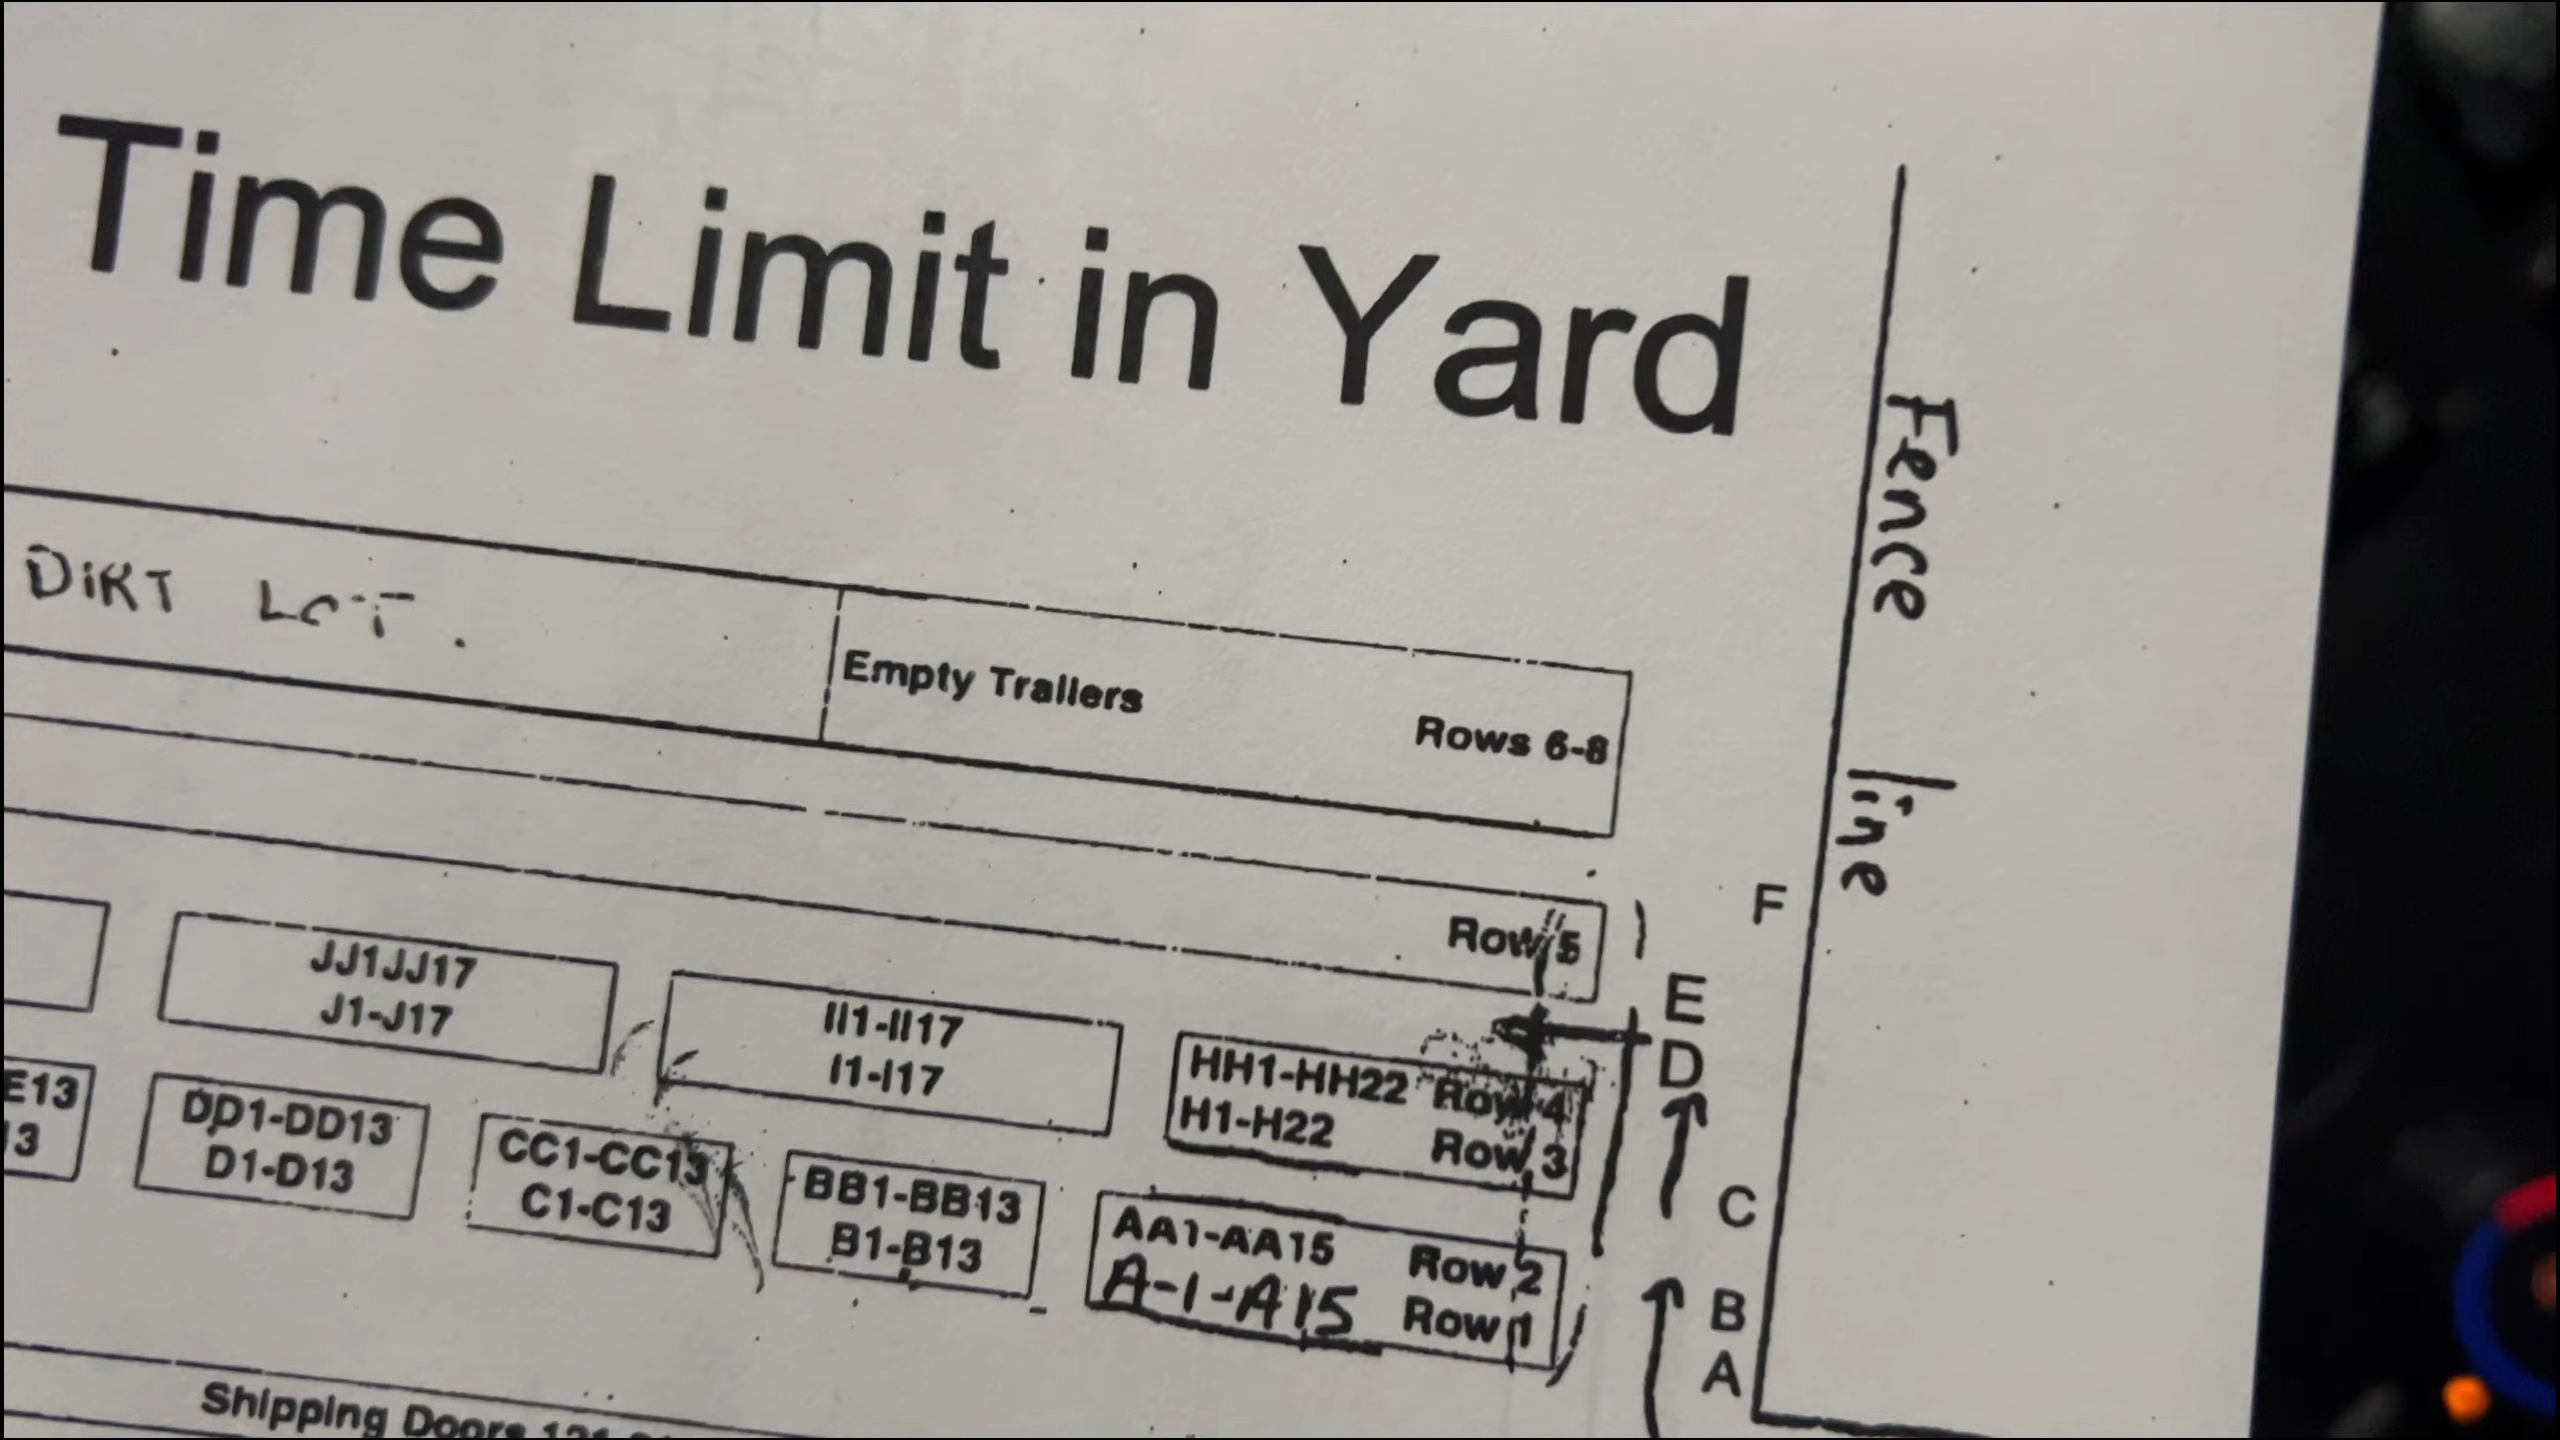 Time Limit in Yard
Fence line
DIRT LOT.
Empty Trailers
Rows 6-8
F
Row 5
E
JJ1JJ17
J1-J17
II1-II17
I1-I17
D
HH1-HH22 Row 4
H1-H22 Row 3
E13
13
DD1-DD13
D1-D13
CC1-CC13
C1-C13
BB1-BB13
B1-B13
C
AA1-AA15 Row 2
A-1-A15 Row 1
B
A
Shipping Doors